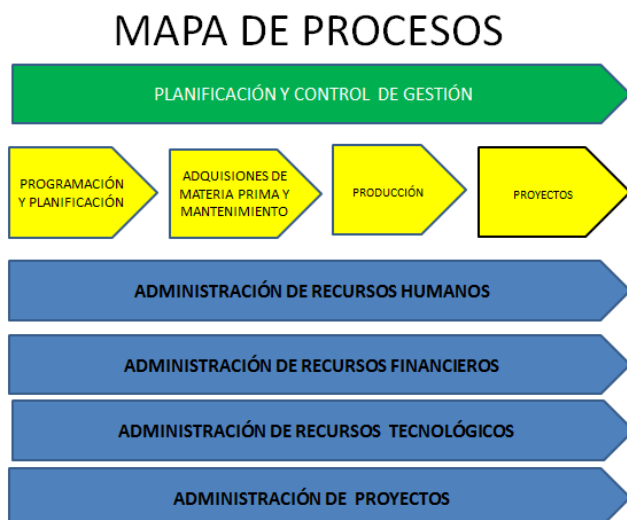 MAPA DE PROCESOS
PLANIFICACIÓN Y CONTROL DE GESTIÓN
PROGRAMACIÓN
Y PLANIFICACIÓN
ADQUISIONES DE
MATERIA PRIMA Y
MANTENIMIENTO
PRODUCCIÓN
PROYECTOS
ADMINISTRACIÓN DE RECURSOS HUMANOS
ADMINISTRACIÓN DE RECURSOS FINANCIEROS
ADMINISTRACIÓN DE RECURSOS TECNOLÓGICOS
ADMINISTRACIÓN DE PROYECTOS